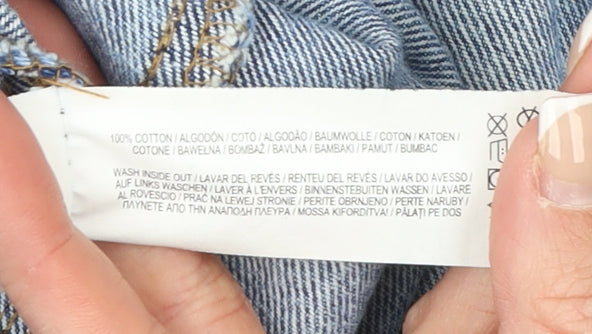 100% COTTON / ALGODÓN / COTO / ALGODÃO / BAUMWOLLE / COTON / KATOEN /
COTONE / BAWEŁNA / BOMBAŽ / BAVLNA / BAMBAKI / PAMUT / BUMBAC
WASH INSIDE OUT / LAVAR DEL REVÉS / RENTEU DEL REVÉS / LAVAR DO AVESSO /
AUF LINKS WASCHEN / LAVER À L'ENVERS / BINNENSTEBUITEN WASSEN / LAVARE
AL ROVESCIO / PRAĆ NA LEWEJ STRONIE / PERITE OBRNJENO / PERTE NARUBY /
ΠΛΥΝΕΤΕ ΑΠΟ ΤΗΝ ΑΝΑΠΟΔΗ ΠΛΕΥΡΑ / MOSSA KIFORDÍTVA! / PĂLAȚI PE DOS